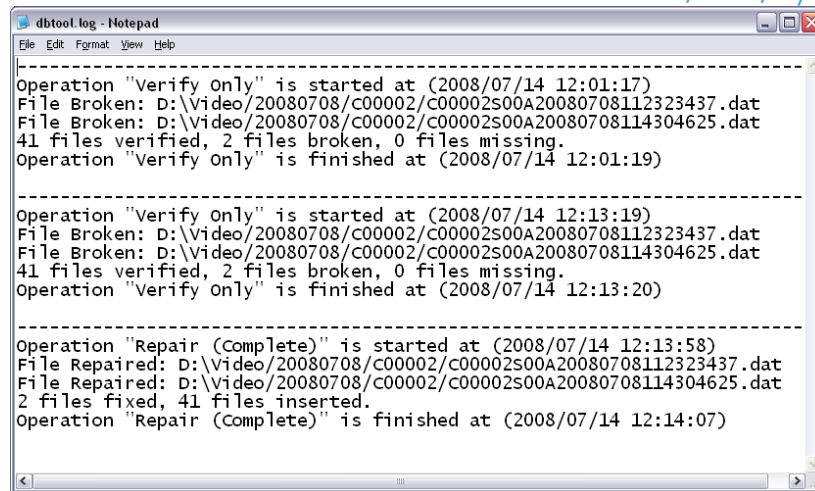 dbtool.log - Notepad
File Edit Format View Help
--------------------------------------------------------------------------------
Operation "Verify Only" is started at (2008/07/14 12:01:17)
File Broken: D:\Video/20080708/C00002/C00002S00A20080708112323437.dat
File Broken: D:\Video/20080708/C00002/C00002S00A20080708114304625.dat
41 files verified, 2 files broken, 0 files missing.
Operation "Verify Only" is finished at (2008/07/14 12:01:19)
--------------------------------------------------------------------------------
Operation "Verify Only" is started at (2008/07/14 12:13:19)
File Broken: D:\Video/20080708/C00002/C00002S00A20080708112323437.dat
File Broken: D:\Video/20080708/C00002/C00002S00A20080708114304625.dat
41 files verified, 2 files broken, 0 files missing.
Operation "Verify Only" is finished at (2008/07/14 12:13:20)
--------------------------------------------------------------------------------
Operation "Repair (Complete)" is started at (2008/07/14 12:13:58)
File Repaired: D:\Video/20080708/C00002/C00002S00A20080708112323437.dat
File Repaired: D:\Video/20080708/C00002/C00002S00A20080708114304625.dat
2 files fixed, 41 files inserted.
Operation "Repair (Complete)" is finished at (2008/07/14 12:14:07)